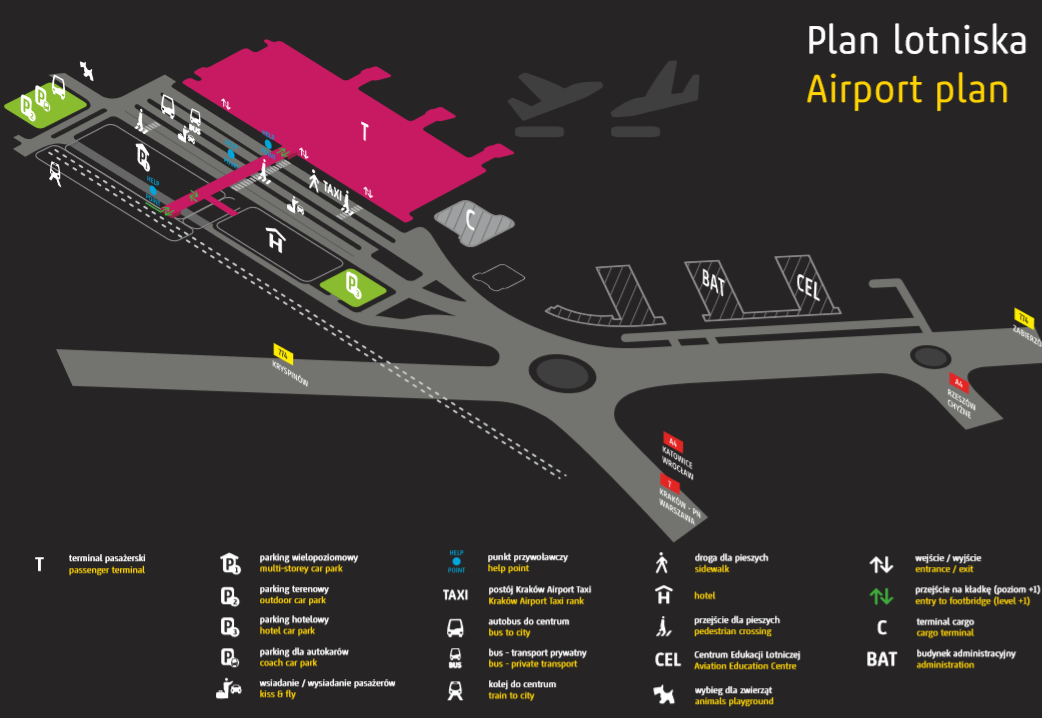 Plan lotniska
Airport plan
T
BUS
HELP
POINT
HELP
POINT
HELP
POINT
P1
TAXI
C
H
P3
BAT
CEL
774
KRYSPINÓW
774
A4
RZESZÓW
CHYŻNE
A4
KATOWICE
WROCŁAW
7
KRAKÓW - PN
WARSZAWA
T
terminal pasażerski
passenger terminal
P1
parking wielopoziomowy
multi-storey car park
P2
parking terenowy
outdoor car park
P3
parking hotelowy
hotel car park
P
parking dla autokarów
coach car park
wsiadanie / wysiadanie pasażerów
kiss & fly
HELP
POINT
punkt przywoławczy
help point
TAXI
postój Kraków Airport Taxi
Kraków Airport Taxi rank
autobus do centrum
bus to city
BUS
bus - transport prywatny
bus - private transport
kolej do centrum
train to city
droga dla pieszych
sidewalk
H
hotel
przejście dla pieszych
pedestrian crossing
CEL
Centrum Edukacji Lotniczej
Aviation Education Centre
wybieg dla zwierząt
animals playground
wejście / wyjście
entrance / exit
przejście na kładkę (poziom +1)
entry to footbridge (level +1)
C
terminal cargo
cargo terminal
BAT
budynek administracyjny
administration